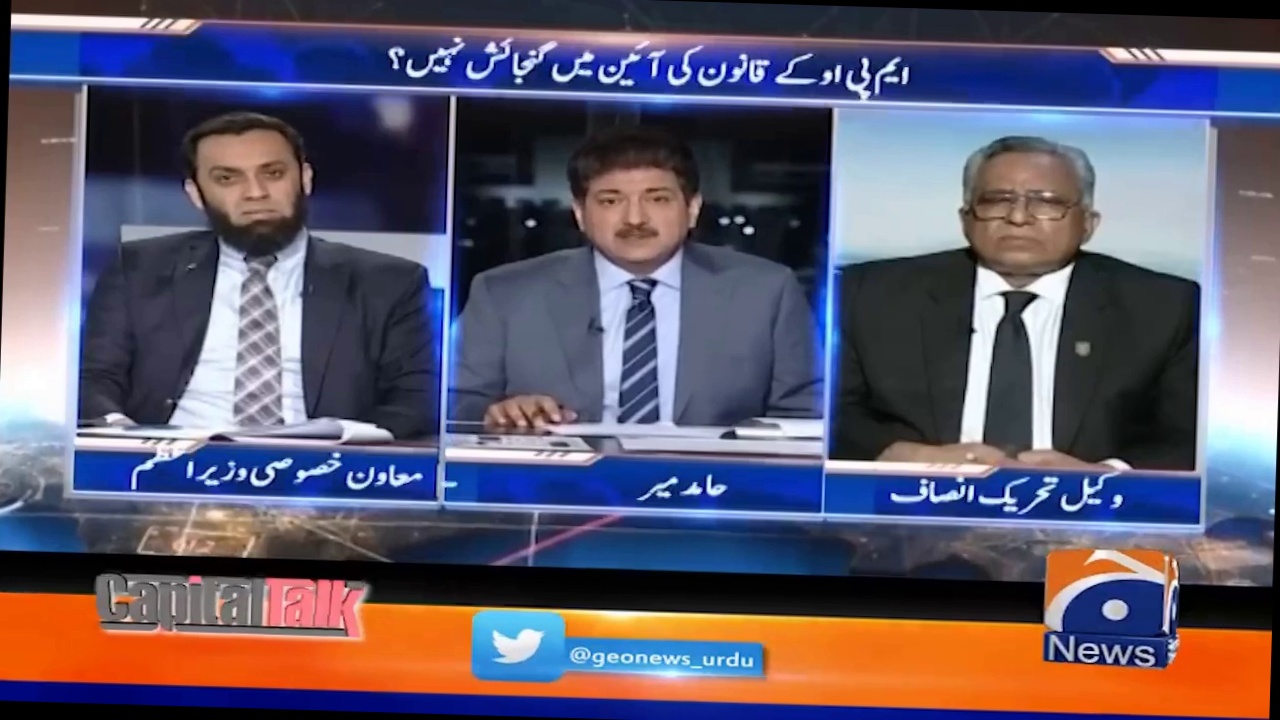 ایم پی او کے قانون کی آئین میں گنجائش نہیں؟
معاون خصوصی وزیراعظم
حامد میر
وکیل تحریک انصاف
Capital Talk
@geonews_urdu
News